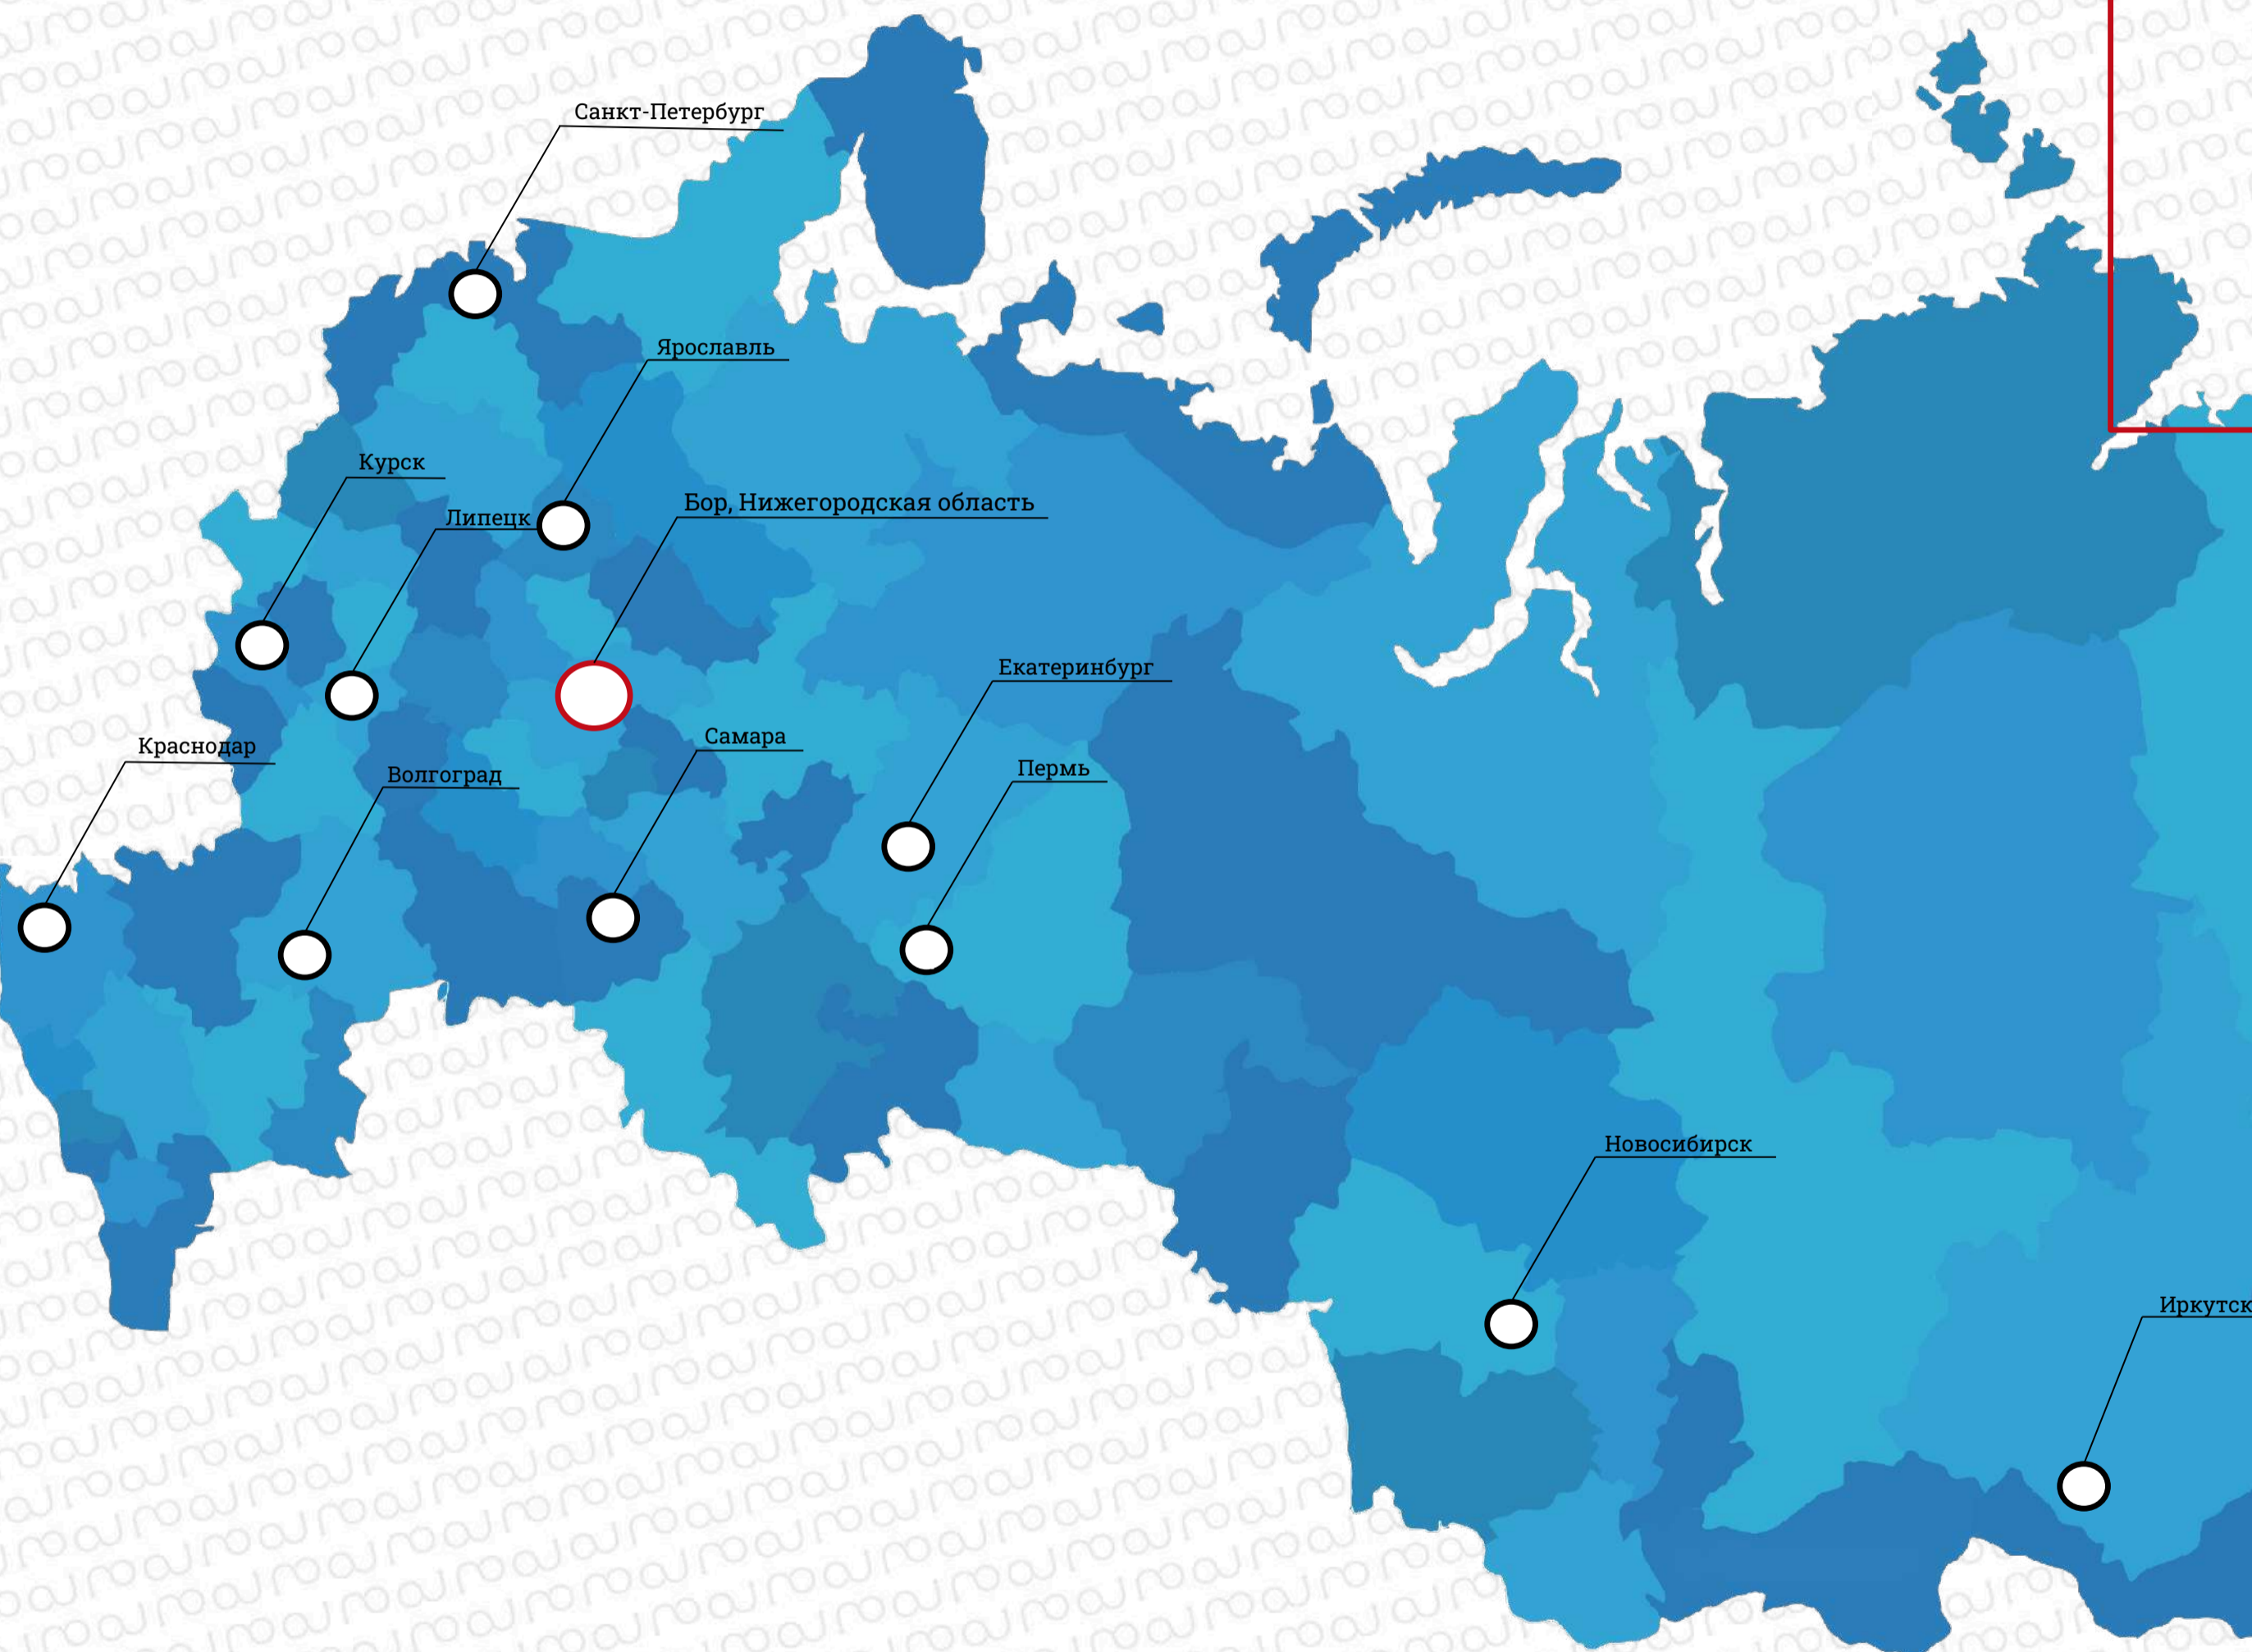 Санкт-Петербург
Ярославль
Курск
Бор, Нижегородская область
Липецк
Екатеринбург
Самара
Краснодар
Пермь
Волгоград
Новосибирск
Иркутск